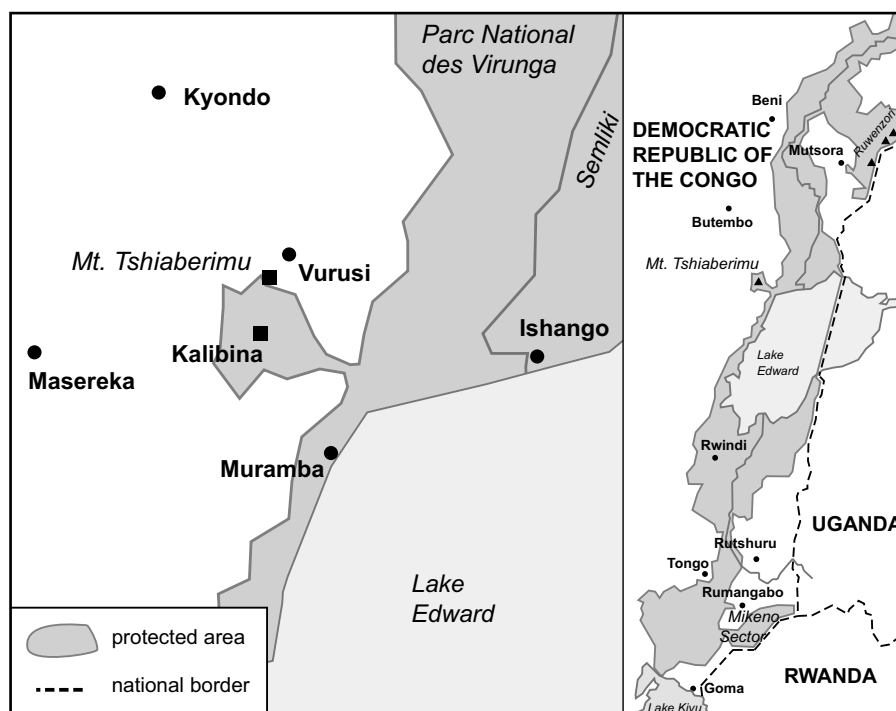 Parc National
des Virunga
Kyondo
Semliki
Mt. Tshiaberimu
Vurusi
Ishango
Kalibina
Masereka
Muramba
Lake
Edward
protected area
national border
Beni
Ruwenzori
DEMOCRATIC
REPUBLIC OF
THE CONGO
Mutsora
Butembo
Mt. Tshiaberimu
Lake
Edward
Rwindi
UGANDA
Rutshuru
Tongo
Rumangabo
Mikeno
Sector
RWANDA
Goma
Lake Kivu